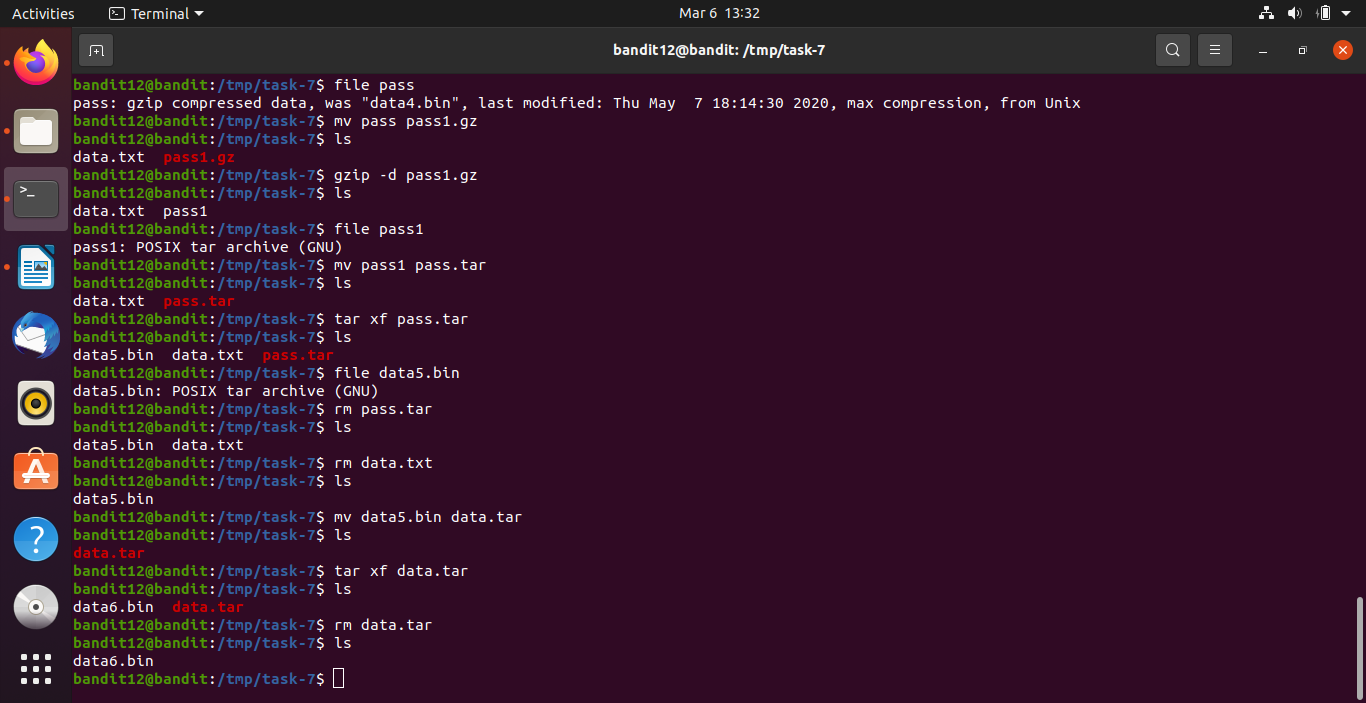 Activities Terminal Mar 6 13:32
bandit12@bandit: /tmp/task-7
bandit12@bandit:/tmp/task-7$ file pass
pass: gzip compressed data, was "data4.bin", last modified: Thu May  7 18:14:30 2020, max compression, from Unix
bandit12@bandit:/tmp/task-7$ mv pass pass1.gz
bandit12@bandit:/tmp/task-7$ ls
data.txt  pass1.gz
bandit12@bandit:/tmp/task-7$ gzip -d pass1.gz
bandit12@bandit:/tmp/task-7$ ls
data.txt  pass1
bandit12@bandit:/tmp/task-7$ file pass1
pass1: POSIX tar archive (GNU)
bandit12@bandit:/tmp/task-7$ mv pass1 pass.tar
bandit12@bandit:/tmp/task-7$ ls
data.txt  pass.tar
bandit12@bandit:/tmp/task-7$ tar xf pass.tar
bandit12@bandit:/tmp/task-7$ ls
data5.bin  data.txt  pass.tar
bandit12@bandit:/tmp/task-7$ file data5.bin
data5.bin: POSIX tar archive (GNU)
bandit12@bandit:/tmp/task-7$ rm pass.tar
bandit12@bandit:/tmp/task-7$ ls
data5.bin  data.txt
bandit12@bandit:/tmp/task-7$ rm data.txt
bandit12@bandit:/tmp/task-7$ ls
data5.bin
bandit12@bandit:/tmp/task-7$ mv data5.bin data.tar
bandit12@bandit:/tmp/task-7$ ls
data.tar
bandit12@bandit:/tmp/task-7$ tar xf data.tar
bandit12@bandit:/tmp/task-7$ ls
data6.bin  data.tar
bandit12@bandit:/tmp/task-7$ rm data.tar
bandit12@bandit:/tmp/task-7$ ls
data6.bin
bandit12@bandit:/tmp/task-7$